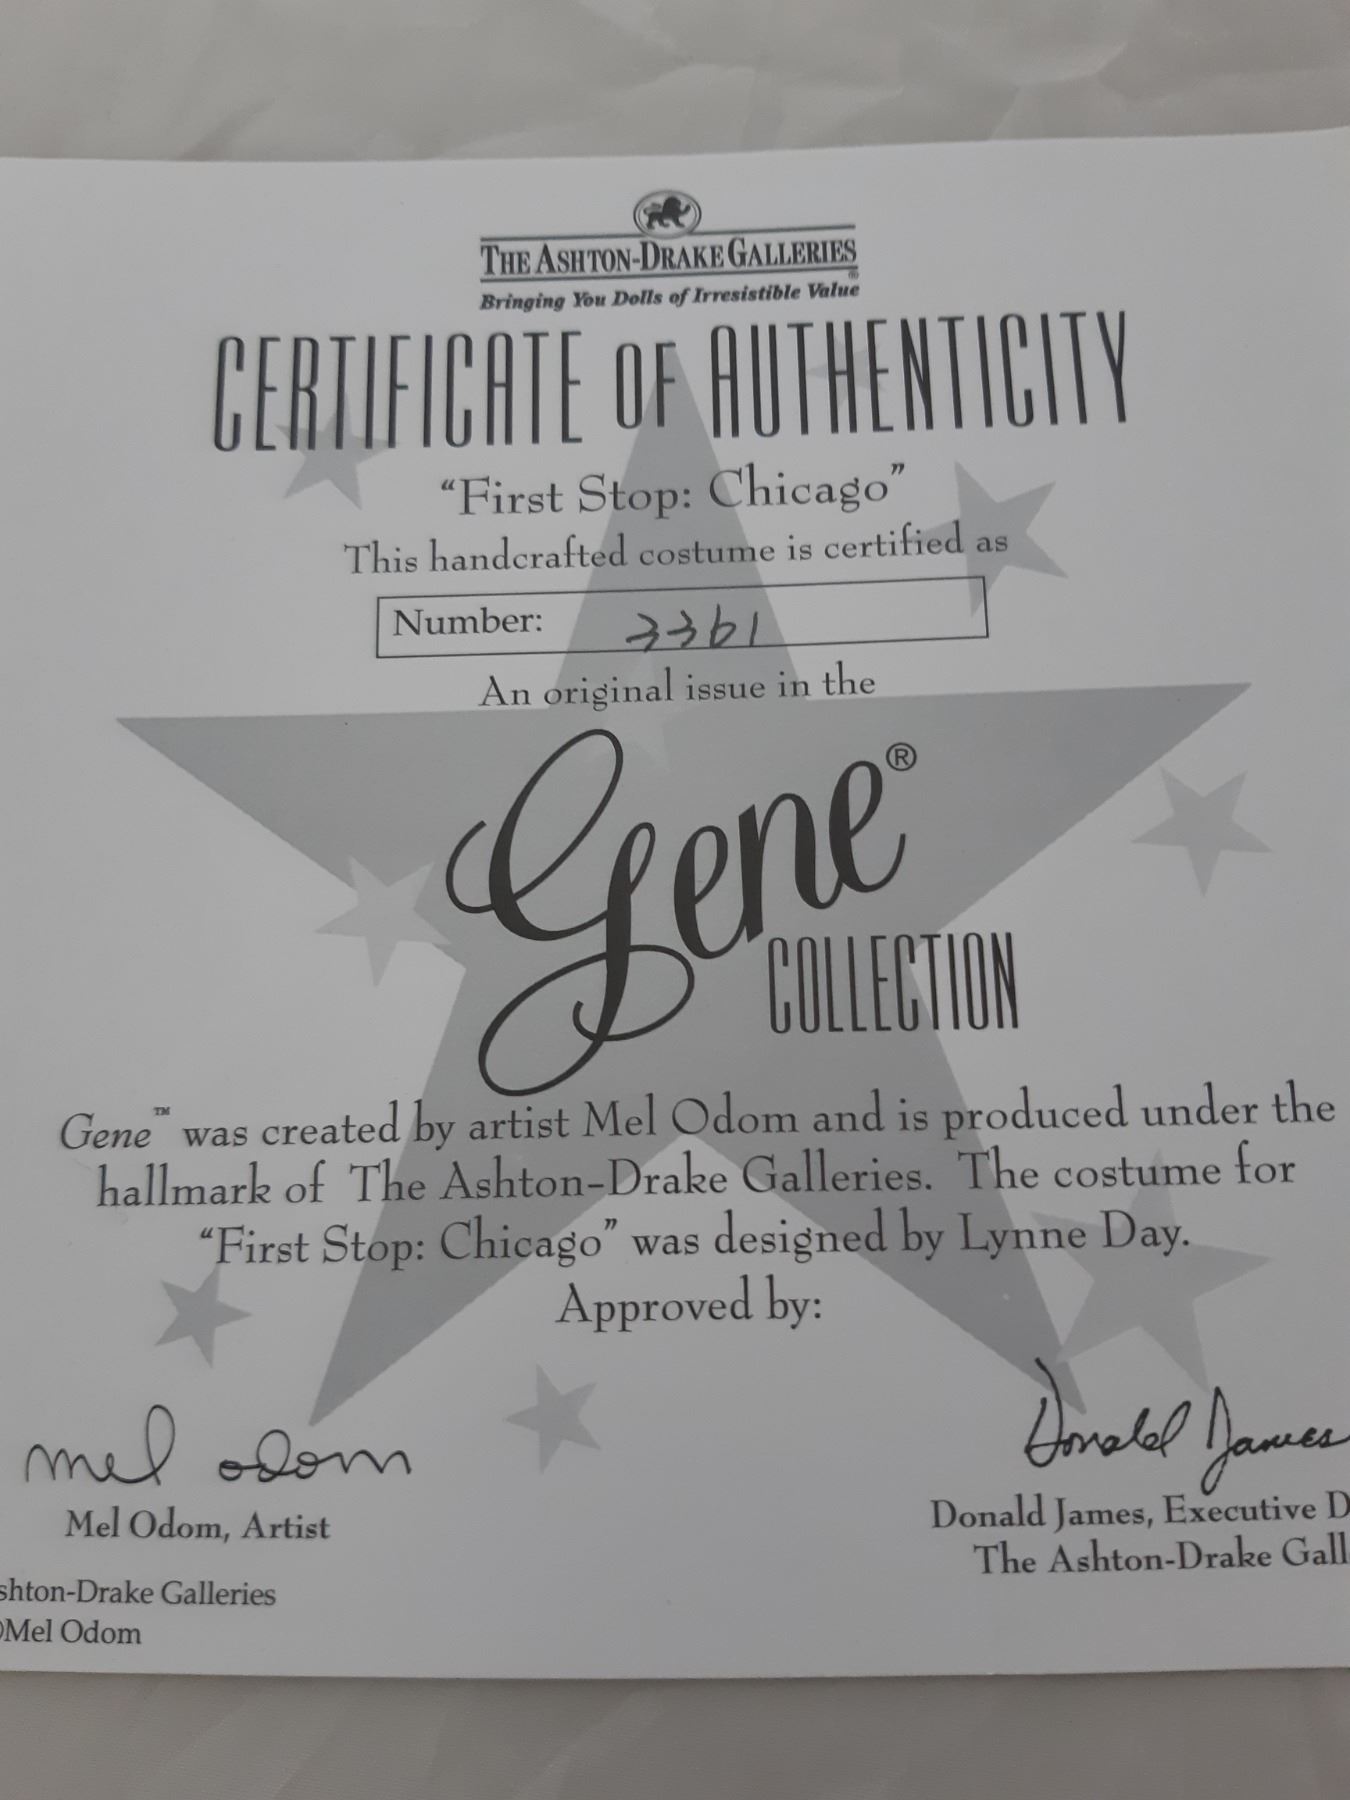 THE ASHTON-DRAKE GALLERIES®
Bringing You Dolls of Irresistible Value
CERTIFICATE OF AUTHENTICITY
“First Stop: Chicago”
This handcrafted costume is certified as
Number: 3361
An original issue in the
Gene®
COLLECTION
Gene™ was created by artist Mel Odom and is produced under the
hallmark of The Ashton-Drake Galleries. The costume for
“First Stop: Chicago” was designed by Lynne Day.
Approved by:
mel odom
Donald James
Mel Odom, Artist
Donald James, Executive D
The Ashton-Drake Gall
shton-Drake Galleries
©Mel Odom